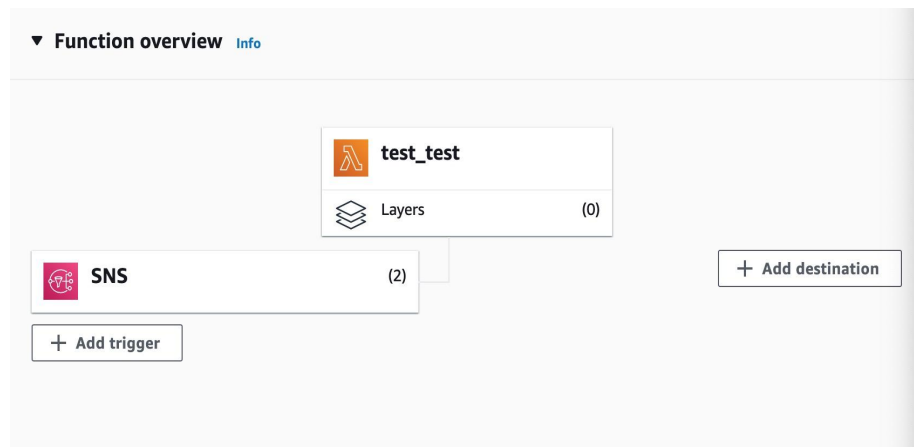 ▼ Function overview Info
test_test
Layers (0)
SNS (2)
+ Add destination
+ Add trigger